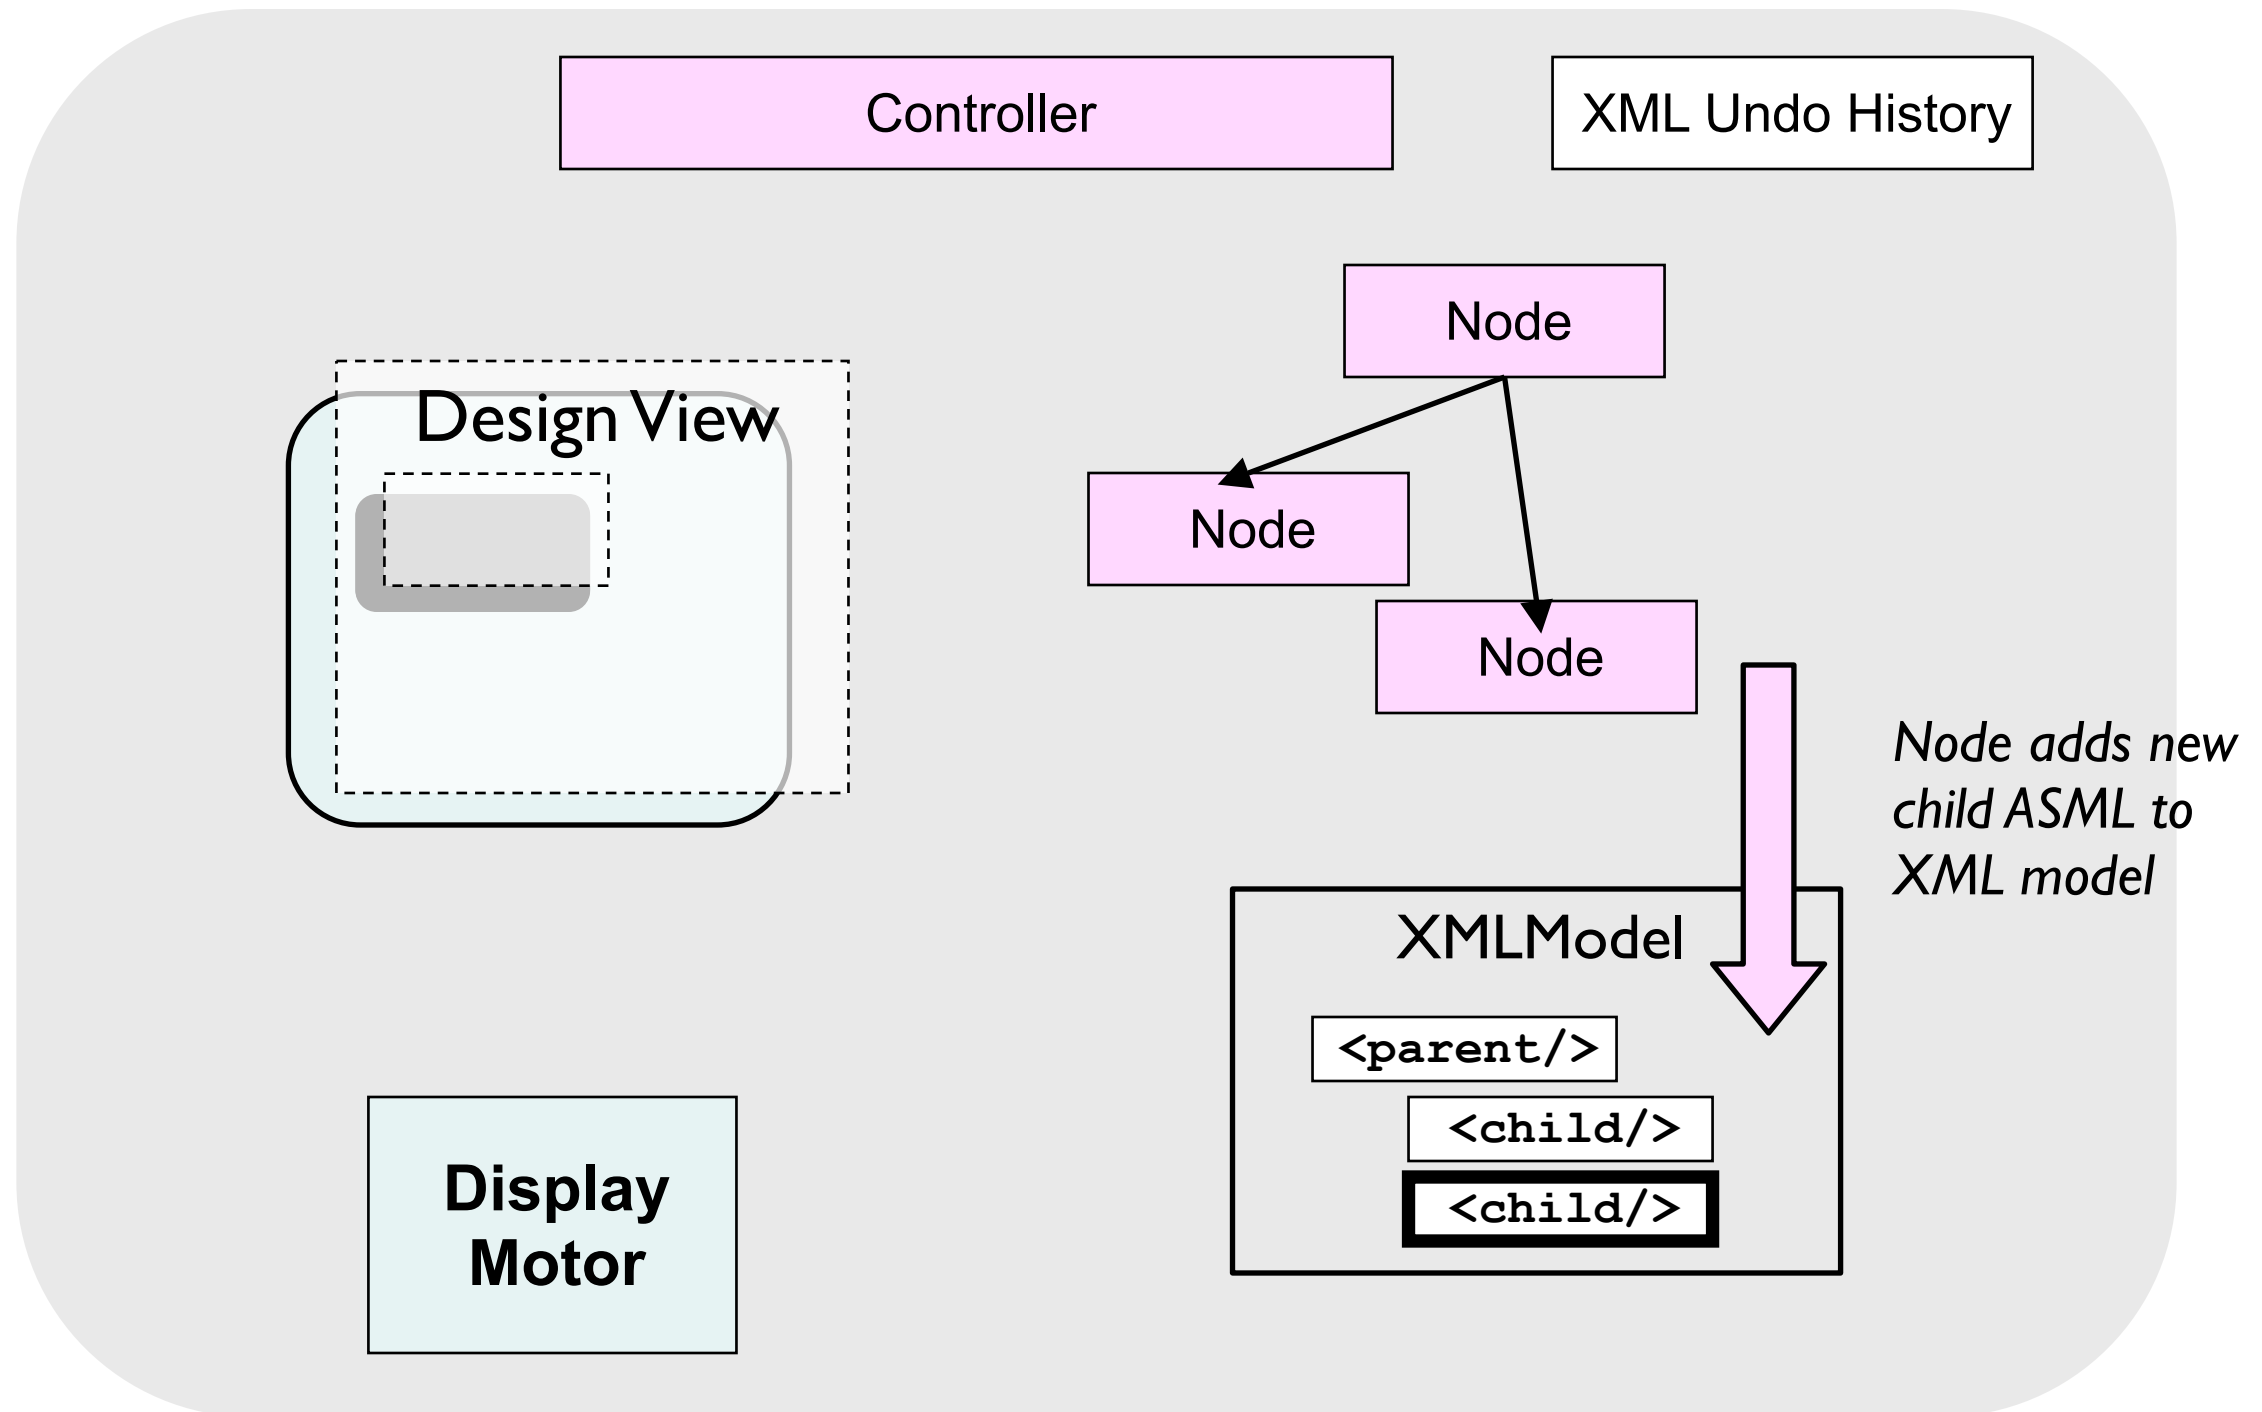 Controller
XML Undo History
Node
Design View
Node
Node
Node adds new
child ASML to
XML model
XMLModel
<parent/>
<child/>
<child/>
Display
Motor